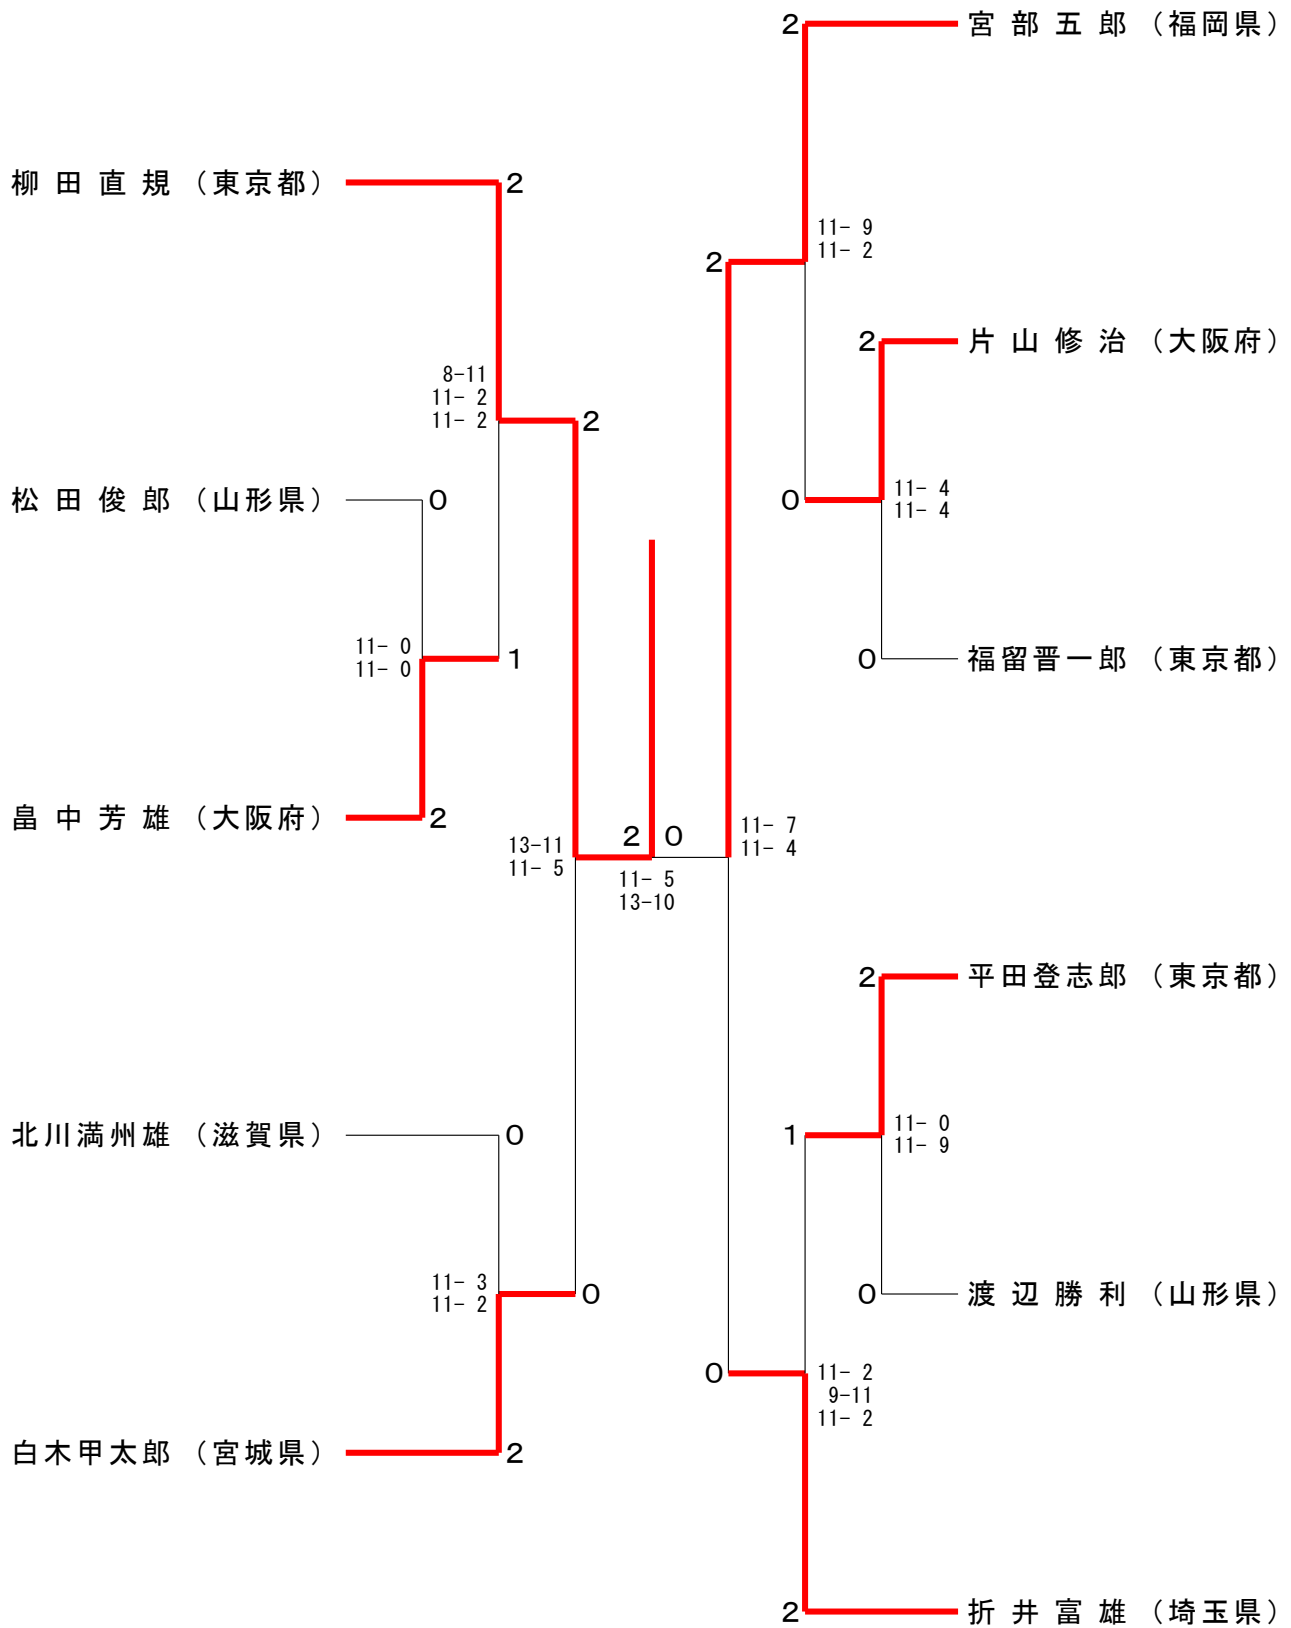 2 宮部五郎（福岡県）
柳田直規（東京都） 2
11- 9
11- 2
2
2 片山修治（大阪府）
8-11
11- 2
11- 2
2
松田俊郎（山形県） 0
0
11- 4
11- 4
11- 0
11- 0
1
0 福留晋一郎（東京都）
畠中芳雄（大阪府） 2
13-11
11- 5
2 0
11- 7
11- 4
11- 5
13-10
2 平田登志郎（東京都）
北川満州雄（滋賀県） 0
1
11- 0
11- 9
11- 3
11- 2
0
0 渡辺勝利（山形県）
0
11- 2
9-11
11- 2
白木甲太郎（宮城県） 2
2 折井富雄（埼玉県）